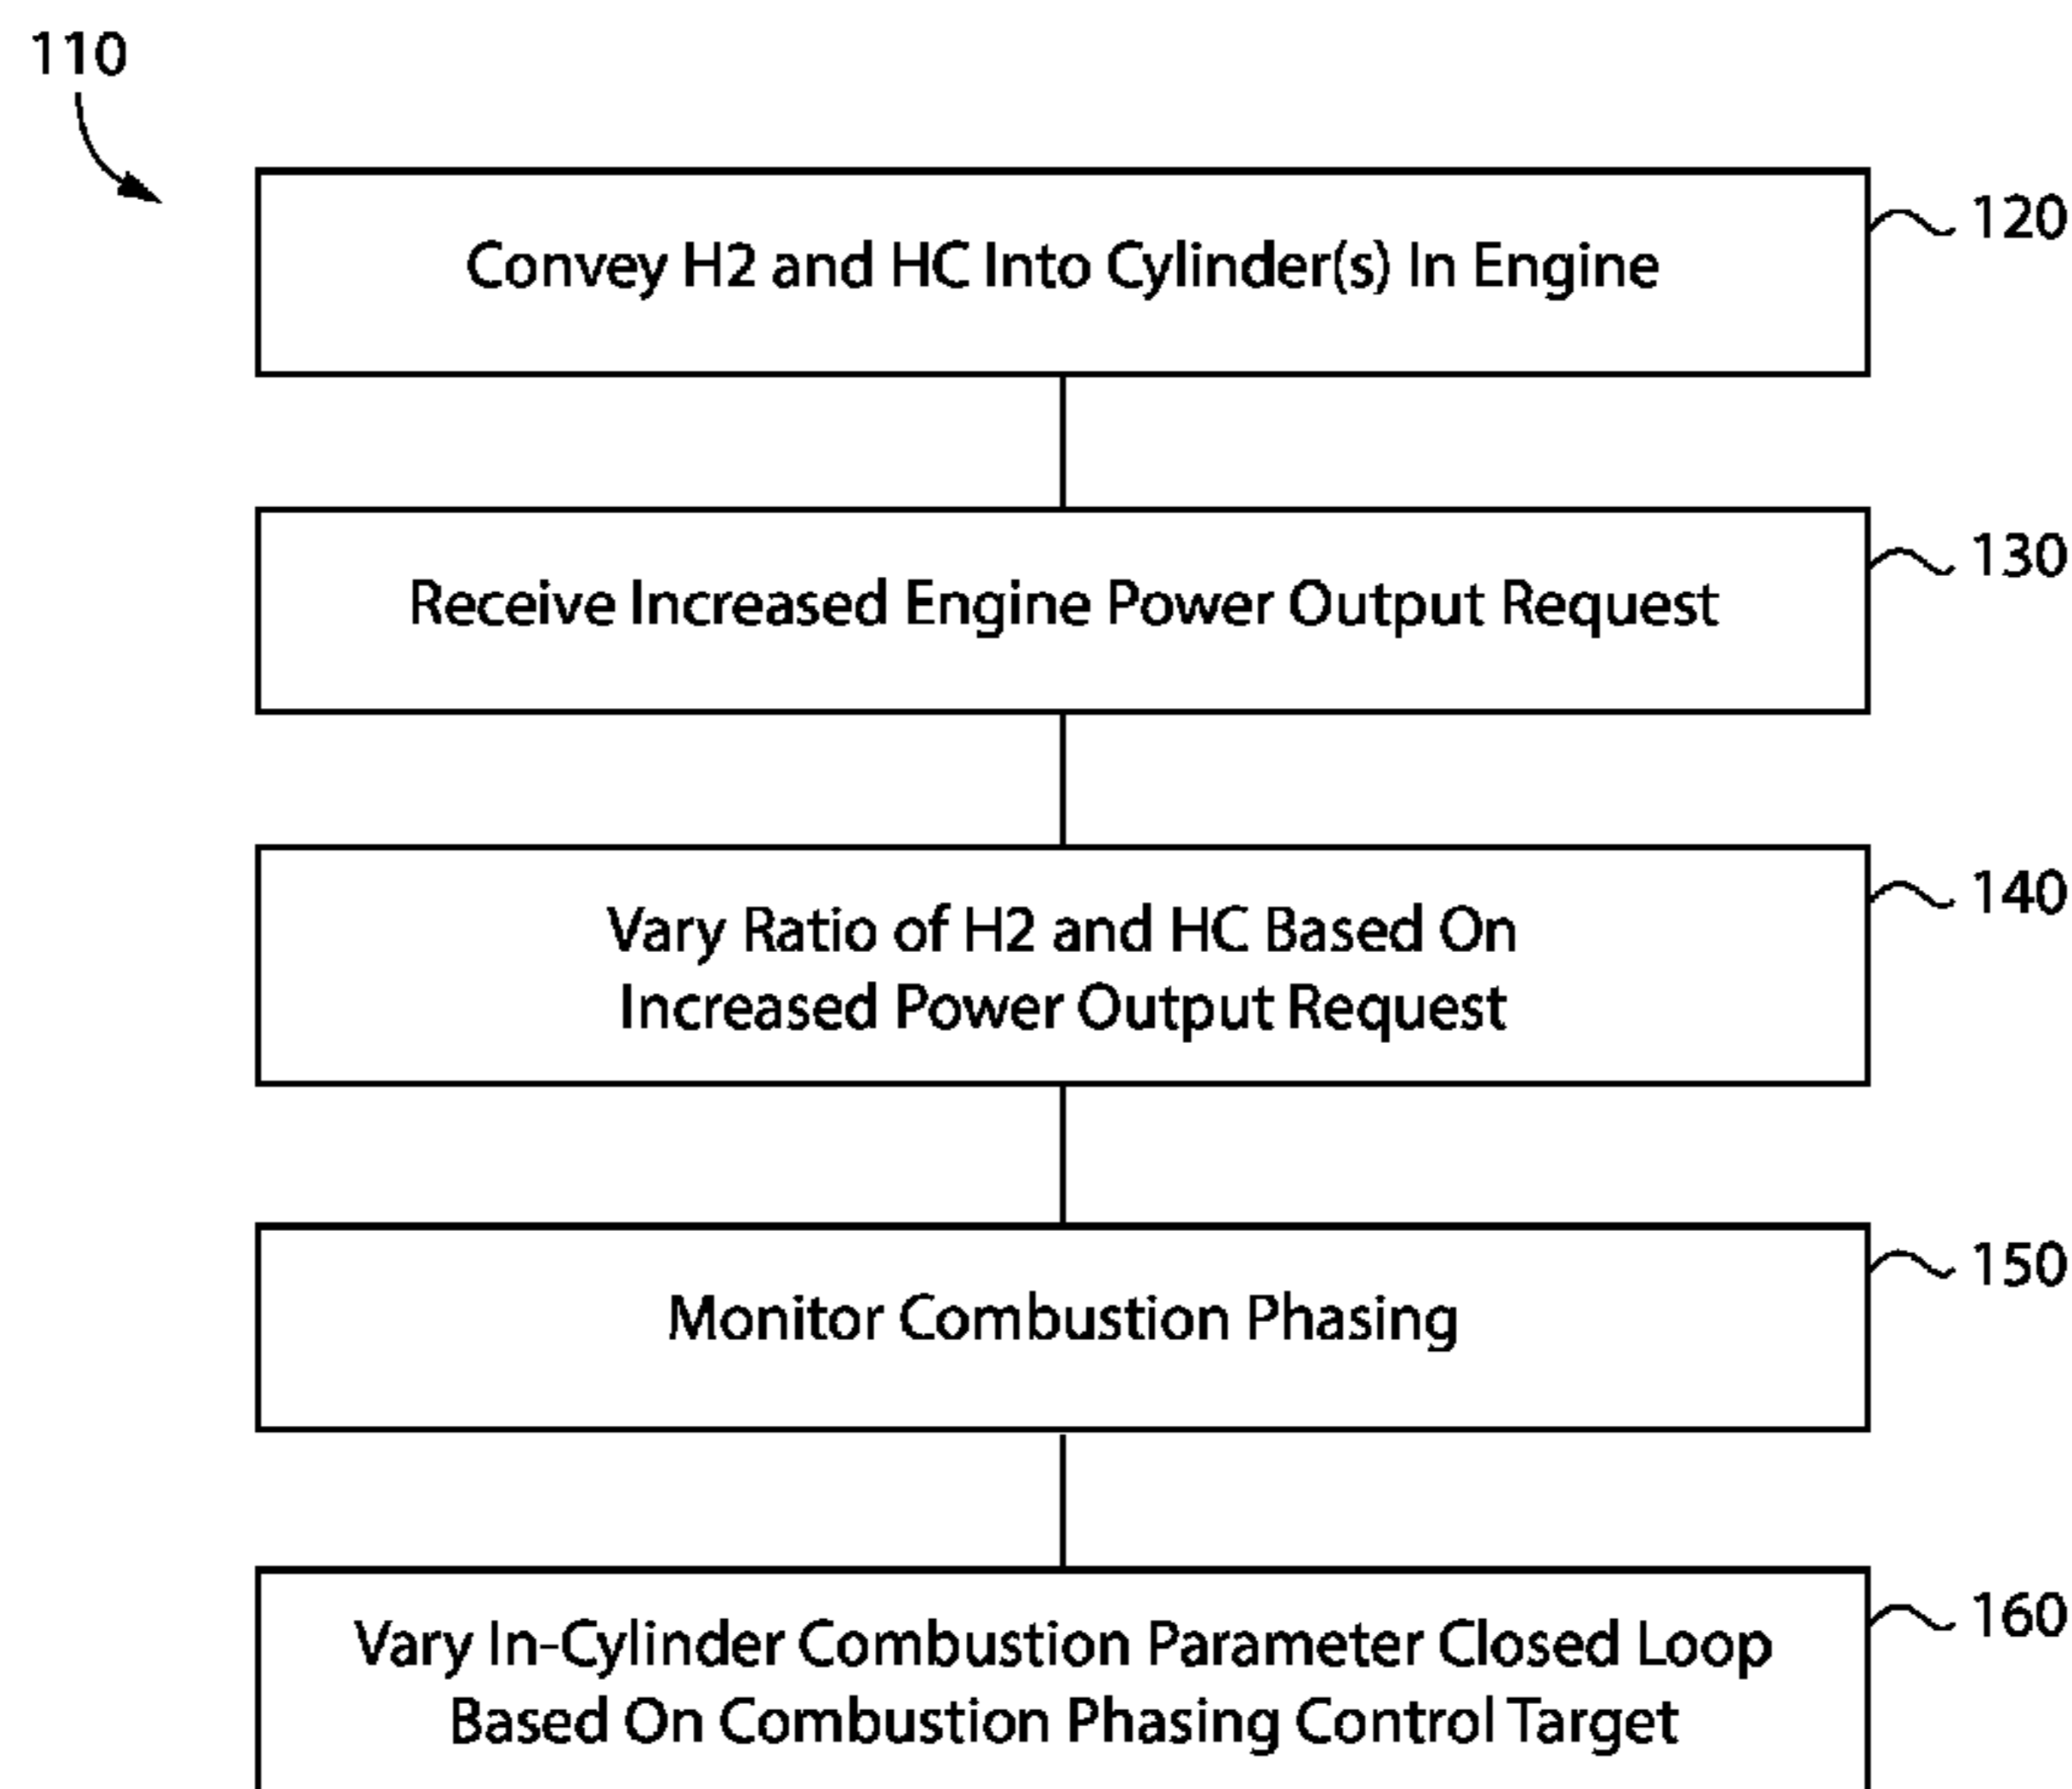 110
Convey H2 and HC Into Cylinder(s) In Engine
120
Receive Increased Engine Power Output Request
130
Vary Ratio of H2 and HC Based On
Increased Power Output Request
140
Monitor Combustion Phasing
150
Vary In-Cylinder Combustion Parameter Closed Loop
Based On Combustion Phasing Control Target
160